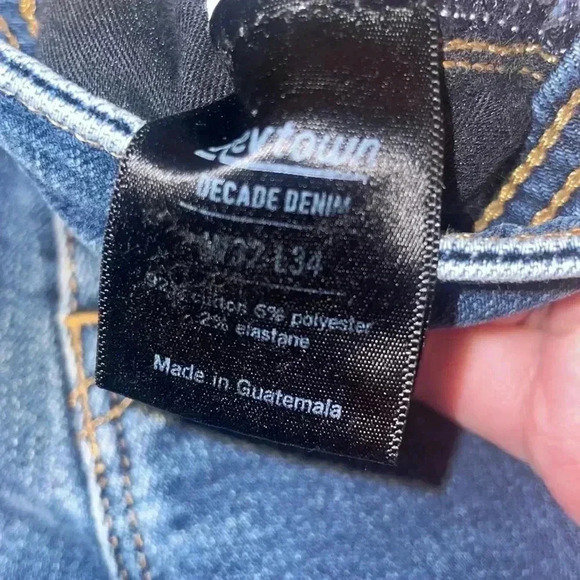 DECADE DENIM
W32-L34
92% cotton 6% polyester
2% elastane
Made in Guatemala